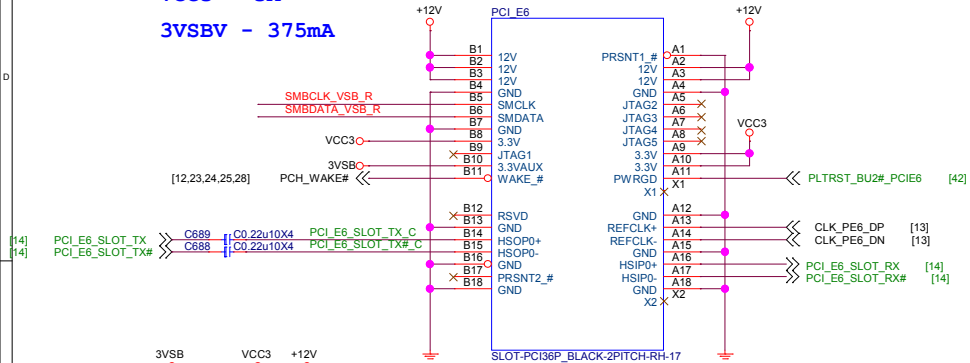 3VSBV - 375mA
+12V
PCI_E6
+12V
D
B1 12V PRSNT1_# A1
B2 12V 12V A2
B3 12V 12V A3
B4 GND GND A4
SMBCLK_VSB_R B5 SMCLK JTAG2 A5
SMBDATA_VSB_R B6 SMDATA JTAG3 A6
B7 GND JTAG4 A7
VCC3 B8 3.3V JTAG5 A8 VCC3
B9 JTAG1 3.3V A9
3VSB B10 3.3VAUX 3.3V A10
[12,23,24,25,28] PCH_WAKE# B11 WAKE_# PWRGD A11 PLTRST_BU2#_PCIE6 [42]
X1 X1
B12 RSVD GND A12
B13 GND REFCLK+ A13 CLK_PE6_DP [13]
[14] PCI_E6_SLOT_TX C689 C0.22u10X4 PCI_E6_SLOT_TX_C B14 HSOP0+ REFCLK- A14 CLK_PE6_DN [13]
[14] PCI_E6_SLOT_TX# C688 C0.22u10X4 PCI_E6_SLOT_TX#_C B15 HSOP0- GND A15
B16 GND HSIP0+ A16 PCI_E6_SLOT_RX [14]
B17 PRSNT2_# HSIP0- A17 PCI_E6_SLOT_RX# [14]
B18 GND GND A18
X2 X2
3VSB VCC3 +12V
SLOT-PCI36P_BLACK-2PITCH-RH-17